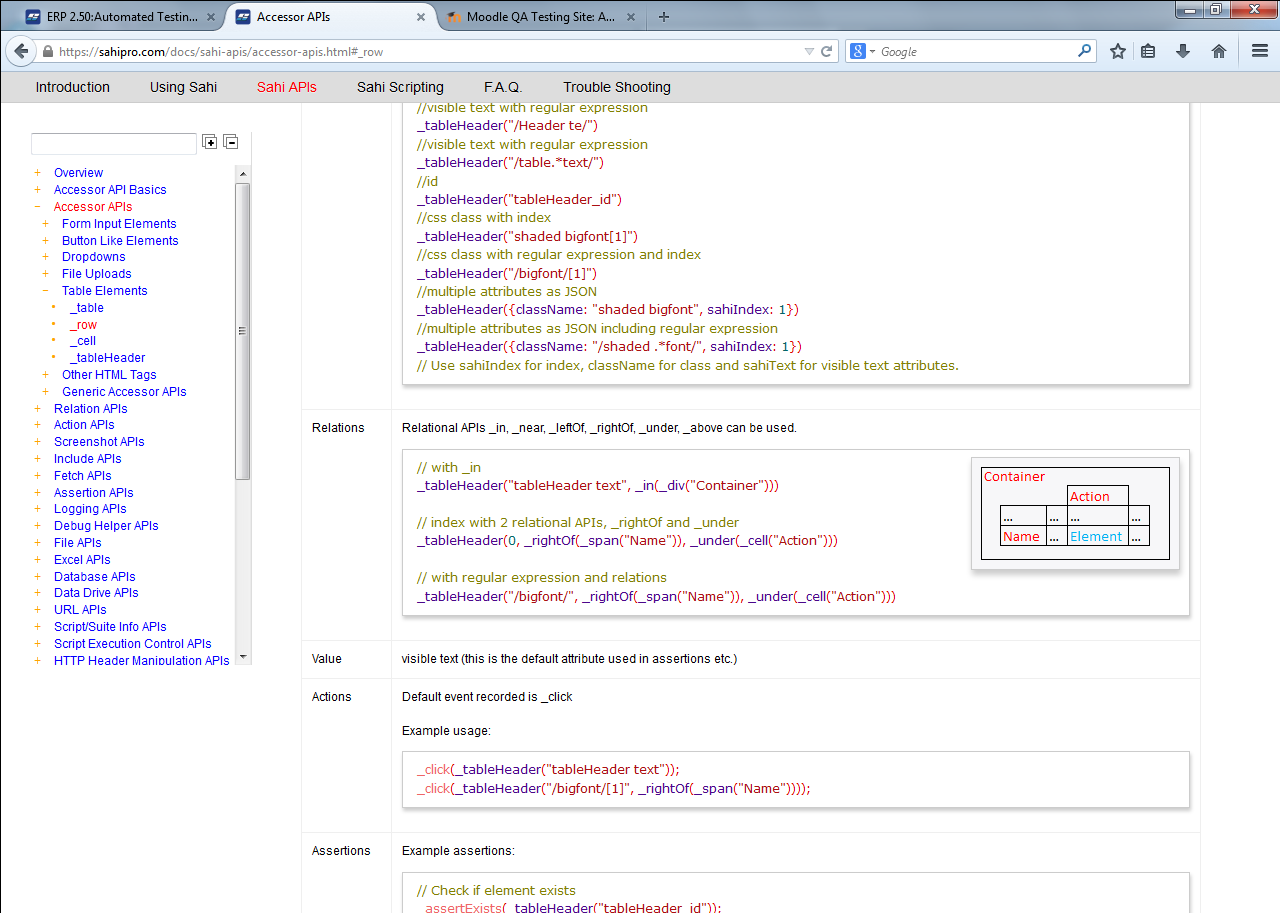 ERP 2.50:Automated Testin...
Accessor APIs
Moodle QA Testing Site: A...
https://sahipro.com/docs/sahi-apis/accessor-apis.html#_row
Google
Introduction
Using Sahi
Sahi APIs
Sahi Scripting
F.A.Q.
Trouble Shooting
Overview
Accessor API Basics
Accessor APIs
Form Input Elements
Button Like Elements
Dropdowns
File Uploads
Table Elements
_table
_row
_cell
_tableHeader
Other HTML Tags
Generic Accessor APIs
Relation APIs
Action APIs
Screenshot APIs
Include APIs
Fetch APIs
Assertion APIs
Logging APIs
Debug Helper APIs
File APIs
Excel APIs
Database APIs
Data Drive APIs
URL APIs
Script/Suite Info APIs
Script Execution Control APIs
HTTP Header Manipulation APIs
//visible text with regular expression
_tableHeader("/Header te/")
//visible text with regular expression
_tableHeader("/table.*text/")
//id
_tableHeader("tableHeader_id")
//css class with index
_tableHeader("shaded bigfont[1]")
//css class with regular expression and index
_tableHeader("/bigfont/[1]")
//multiple attributes as JSON
_tableHeader({className: "shaded bigfont", sahiIndex: 1})
//multiple attributes as JSON including regular expression
_tableHeader({className: "/shaded .*font/", sahiIndex: 1})
// Use sahiIndex for index, className for class and sahiText for visible text attributes.
Relations
Relational APIs _in, _near, _leftOf, _rightOf, _under, _above can be used.
// with _in
_tableHeader("tableHeader text", _in(_div("Container")))
// index with 2 relational APIs, _rightOf and _under
_tableHeader(0, _rightOf(_span("Name")), _under(_cell("Action")))
// with regular expression and relations
_tableHeader("/bigfont/", _rightOf(_span("Name")), _under(_cell("Action")))
Container
Action
... ... ... ...
Name ... Element ...
Value
visible text (this is the default attribute used in assertions etc.)
Actions
Default event recorded is _click
Example usage:
_click(_tableHeader("tableHeader text"));
_click(_tableHeader("/bigfont/[1]", _rightOf(_span("Name"))));
Assertions
Example assertions:
// Check if element exists
_assertExists(_tableHeader("tableHeader_id"));